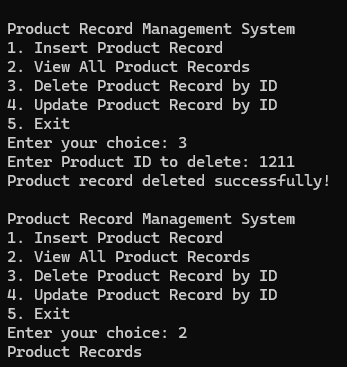 Product Record Management System
1. Insert Product Record
2. View All Product Records
3. Delete Product Record by ID
4. Update Product Record by ID
5. Exit
Enter your choice: 3
Enter Product ID to delete: 1211
Product record deleted successfully!
Product Record Management System
1. Insert Product Record
2. View All Product Records
3. Delete Product Record by ID
4. Update Product Record by ID
5. Exit
Enter your choice: 2
Product Records